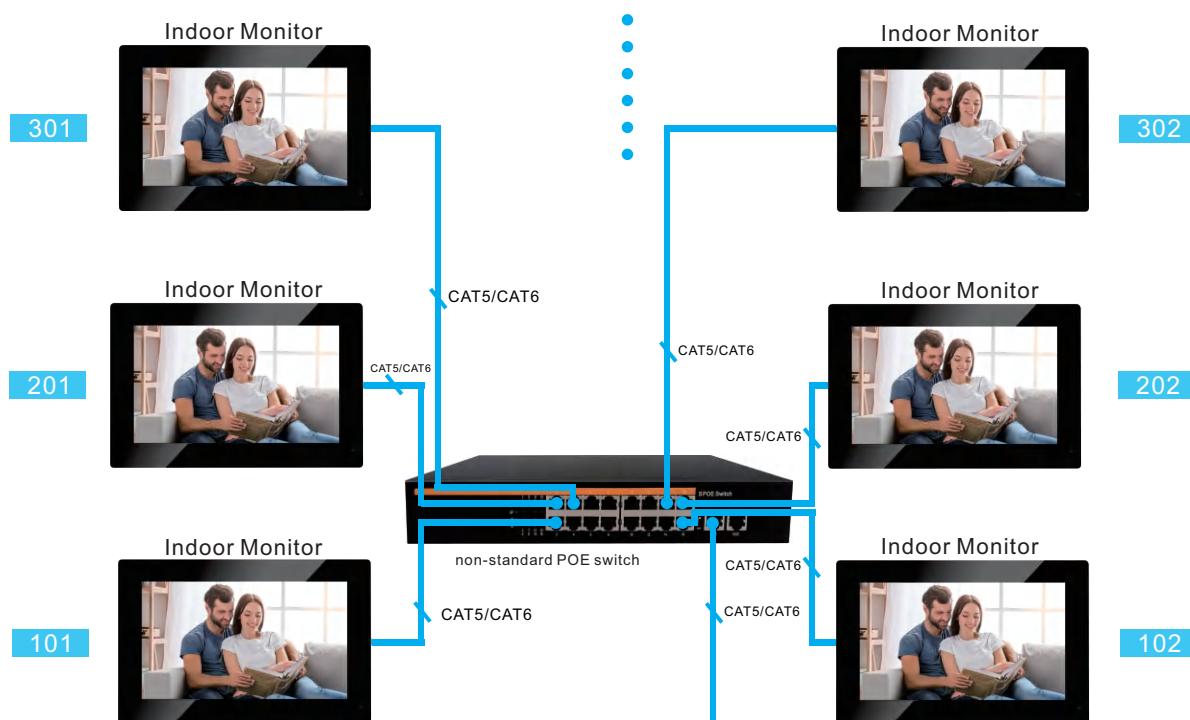 Indoor Monitor
Indoor Monitor
301
302
CAT5/CAT6
Indoor Monitor
Indoor Monitor
CAT5/CAT6
CAT5/CAT6
201
202
CAT5/CAT6
POE Switch
non-standard POE switch
Indoor Monitor
Indoor Monitor
CAT5/CAT6
CAT5/CAT6
CAT5/CAT6
101
102